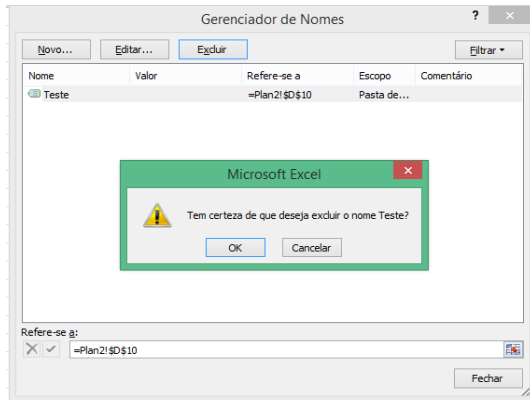 Gerenciador de Nomes
?
Novo... Editar... Excluir Filtrar
Nome Valor Refere-se a Escopo Comentário
Teste =Plan2!$D$10 Pasta de...
Microsoft Excel
Tem certeza de que deseja excluir o nome Teste?
OK Cancelar
Refere-se a:
=Plan2!$D$10
Fechar